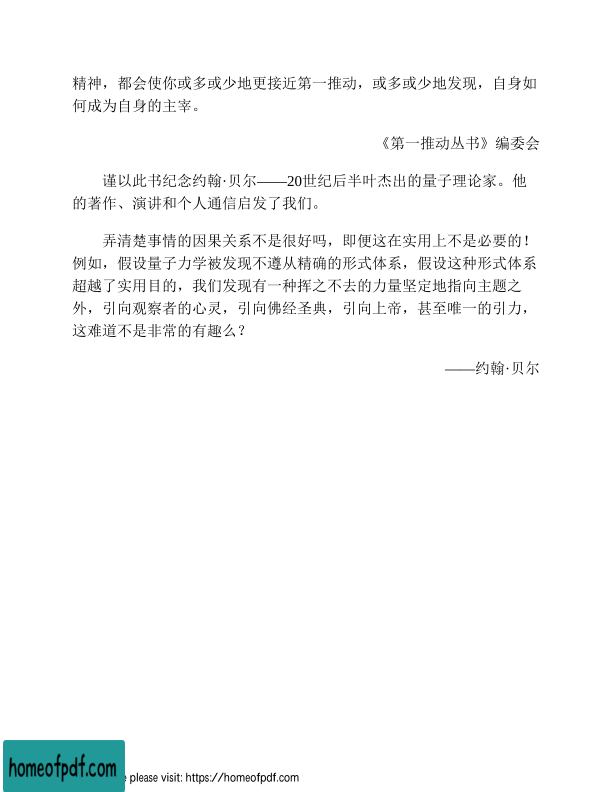 精神，都会使你或多或少地更接近第一推动，或多或少地发现，自身如
何成为自身的主宰。
《第一推动丛书》编委会
谨以此书纪念约翰·贝尔——20世纪后半叶杰出的量子理论家。他
的著作、演讲和个人通信启发了我们。
弄清楚事情的因果关系不是很好吗，即便这在实用上不是必要的！
例如，假设量子力学被发现不遵从精确的形式体系，假设这种形式体系
超越了实用目的，我们发现有一种挥之不去的力量坚定地指向主题之
外，引向观察者的心灵，引向佛经圣典，引向上帝，甚至唯一的引力，
这难道不是非常的有趣么？
——约翰·贝尔
homeofpdf.com
e please visit: https://homeofpdf.com